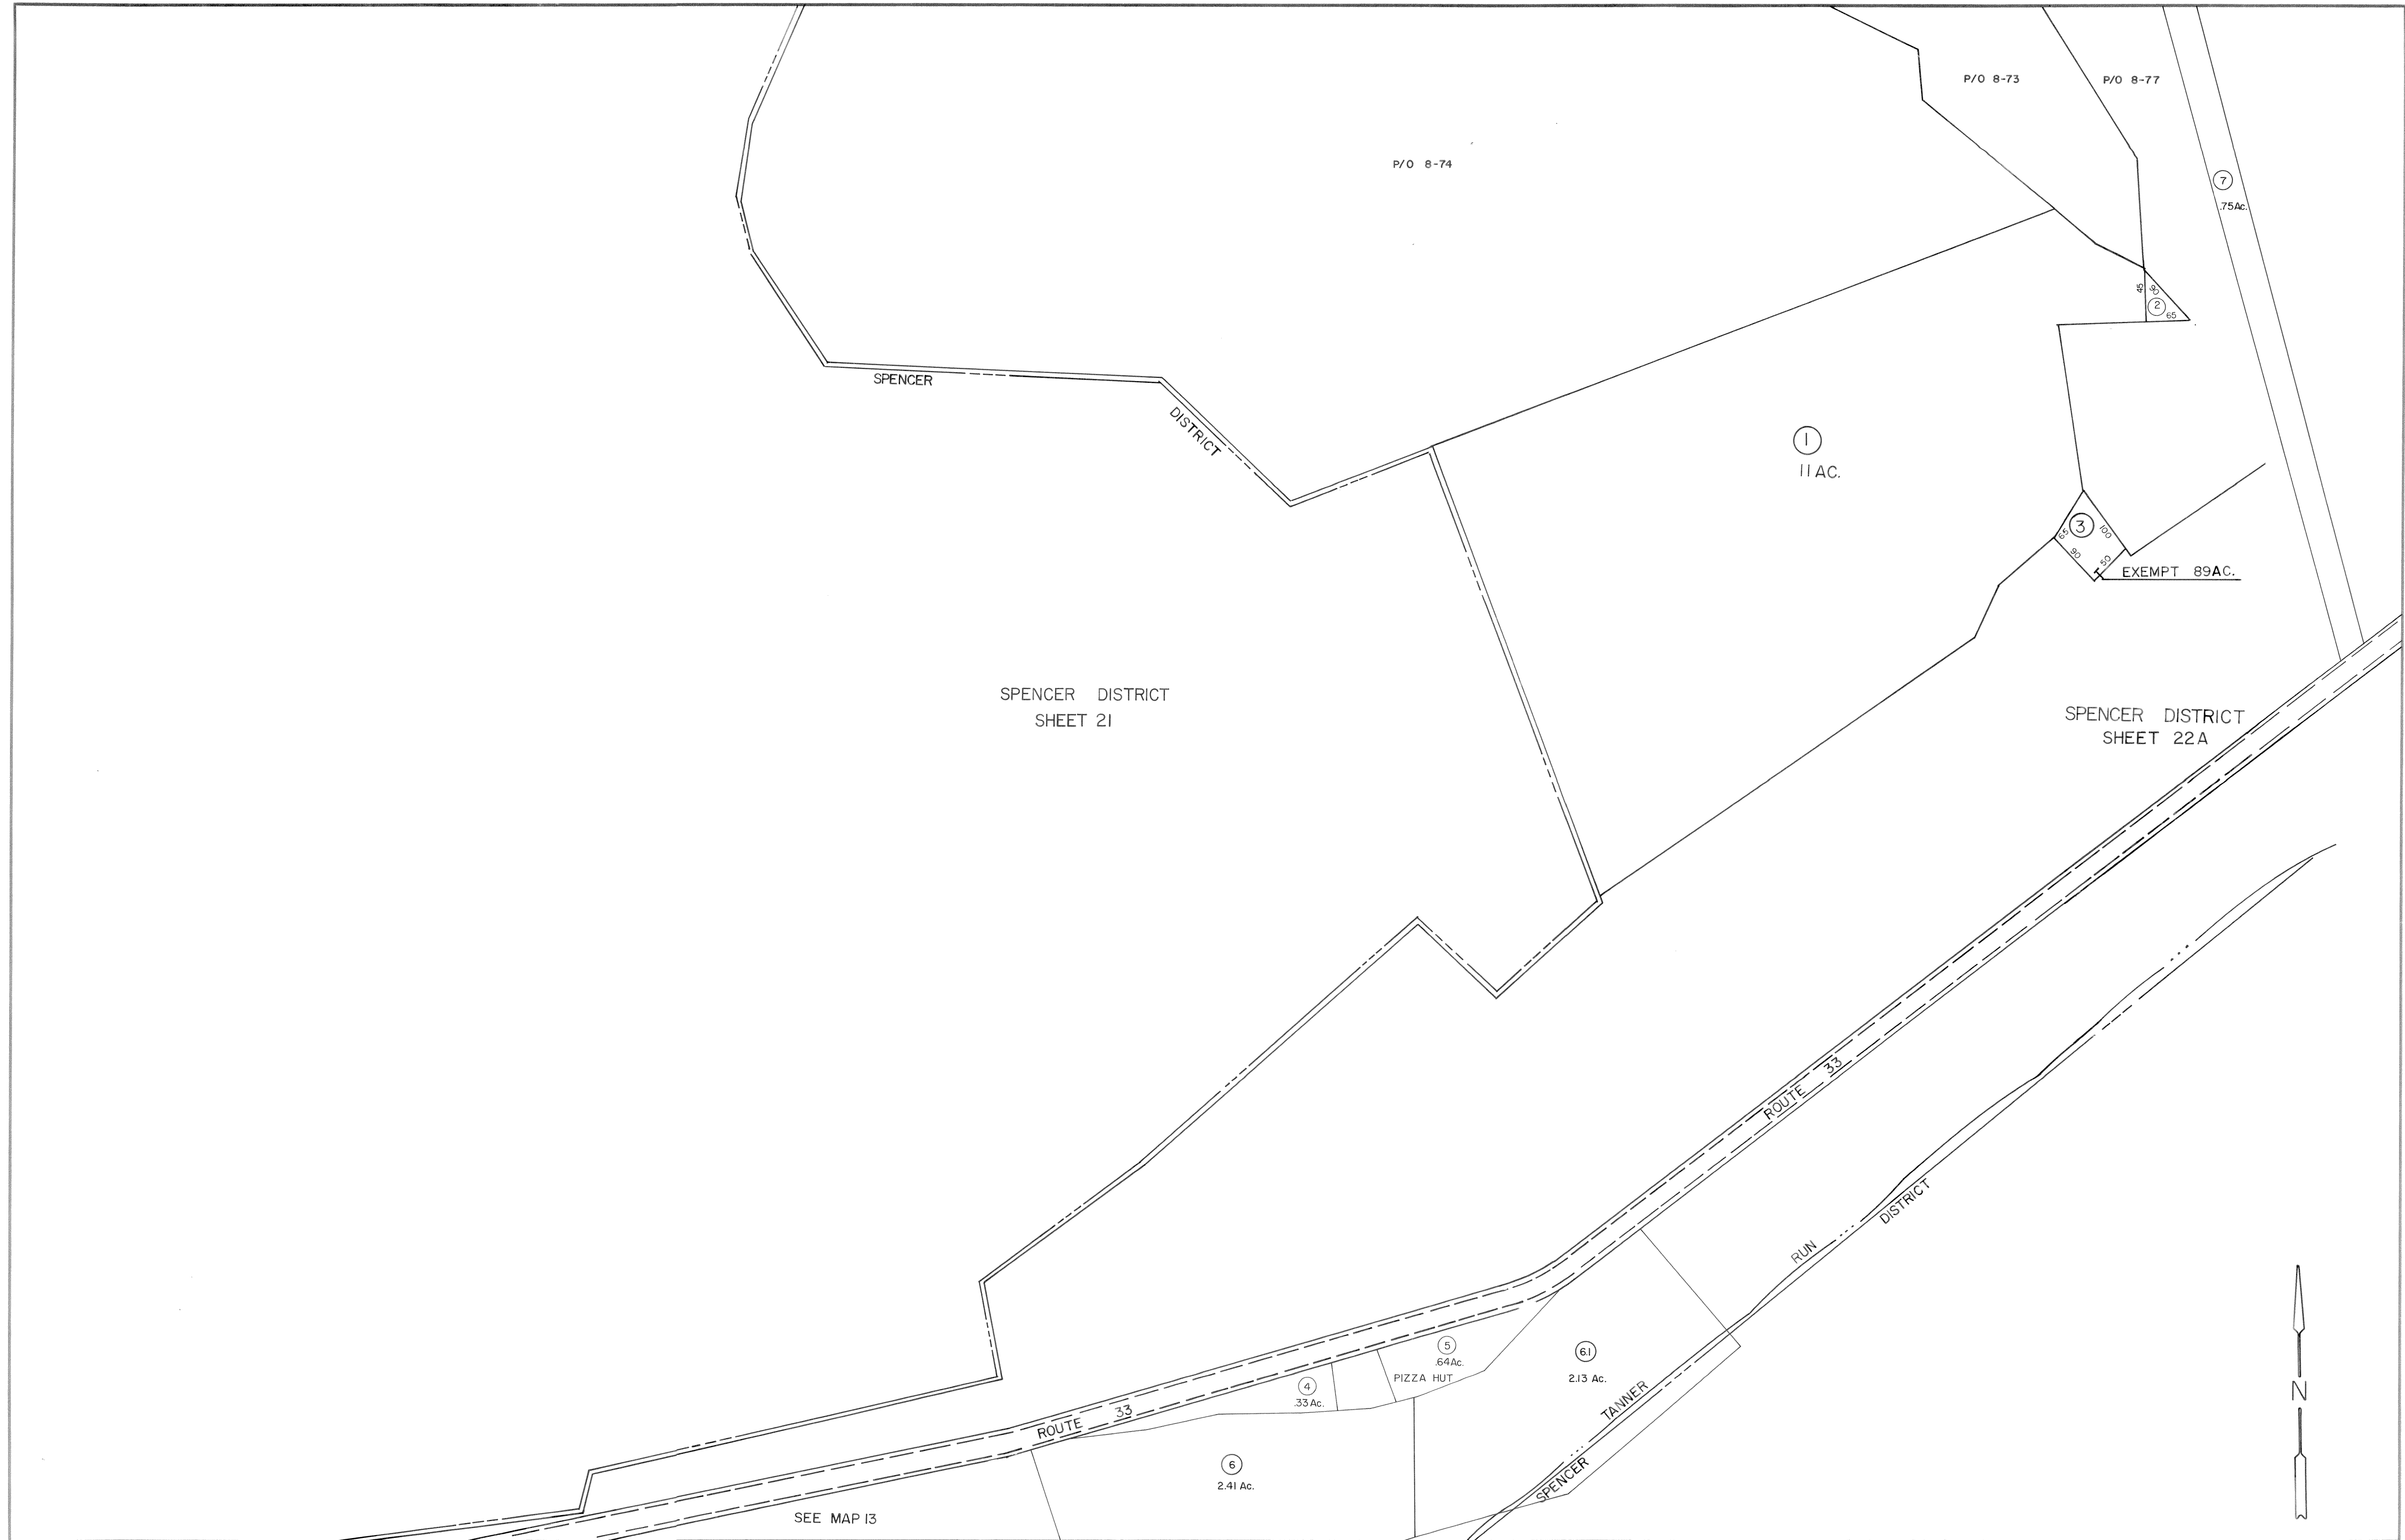 P/O 8-73
P/O 8-77
P/O 8-74
7
.75Ac.
45
80
2
65
SPENCER
DISTRICT
1
11 AC.
3
65
100
90
50
EXEMPT 89AC.
SPENCER DISTRICT
SHEET 21
SPENCER DISTRICT
SHEET 22A
ROUTE 33
DISTRICT
RUN
5
.64Ac.
PIZZA HUT
6.1
2.13 Ac.
4
.33Ac.
TANNER
N
ROUTE 33
6
2.41 Ac.
SPENCER
SEE MAP 13